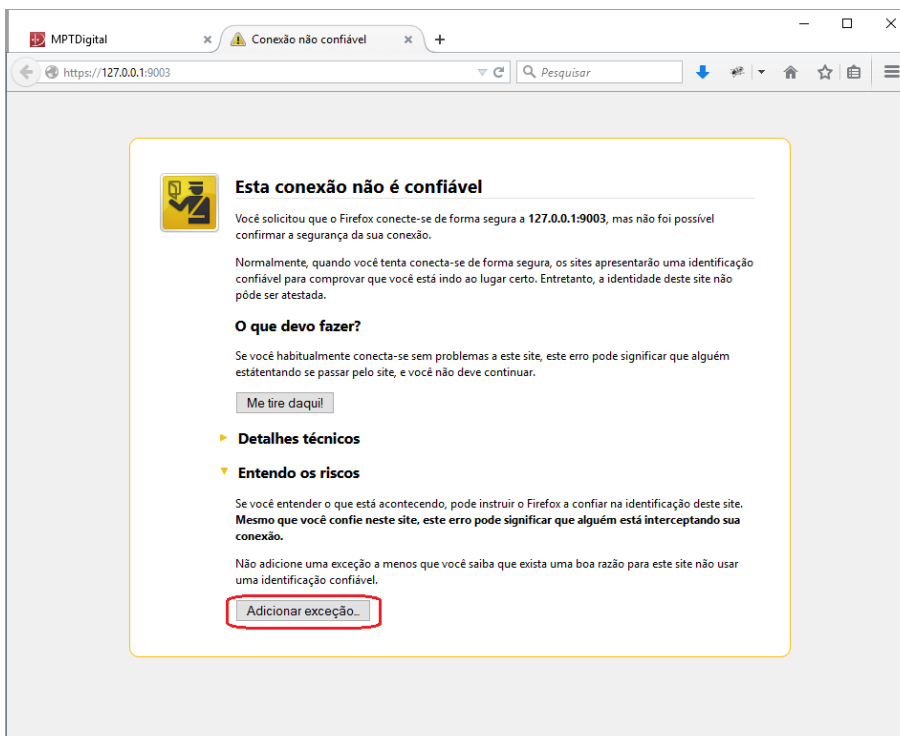 MPTDigital
Conexão não confiável
https://127.0.0.1:9003
Pesquisar
Esta conexão não é confiável
Você solicitou que o Firefox conecte-se de forma segura a 127.0.0.1:9003, mas não foi possível
confirmar a segurança da sua conexão.
Normalmente, quando você tenta conecta-se de forma segura, os sites apresentarão uma identificação
confiável para comprovar que você está indo ao lugar certo. Entretanto, a identidade deste site não
pôde ser atestada.
O que devo fazer?
Se você habitualmente conecta-se sem problemas a este site, este erro pode significar que alguém
estátentando se passar pelo site, e você não deve continuar.
Me tire daqui!
Detalhes técnicos
Entendo os riscos
Se você entender o que está acontecendo, pode instruir o Firefox a confiar na identificação deste site.
Mesmo que você confie neste site, este erro pode significar que alguém está interceptando sua
conexão.
Não adicione uma exceção a menos que você saiba que exista uma boa razão para este site não usar
uma identificação confiável.
Adicionar exceção...